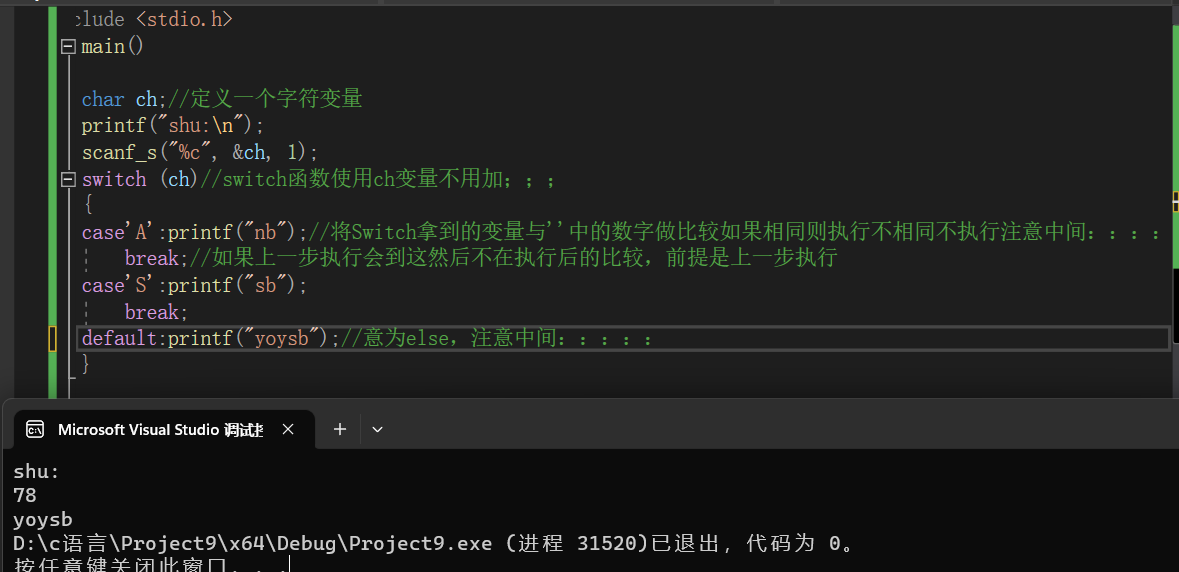 clude <stdio.h>
main()
char ch;//定义一个字符变量
printf("shu:\n");
scanf_s("%c", &ch, 1);
switch (ch)//switch函数使用ch变量不用加；；；
{
case'A':printf("nb");//将Switch拿到的变量与''中的数字做比较如果相同则执行不相同不执行注意中间：：：：
break;//如果上一步执行会到这然后不在执行后的比较，前提是上一步执行
case'S':printf("sb");
break;
default:printf("yoysb");//意为else，注意中间：：：：：
}
Microsoft Visual Studio 调试控
shu:
78
yoysb
D:\c语言\Project9\x64\Debug\Project9.exe (进程 31520)已退出，代码为 0。
按任意键关闭此窗口. . .